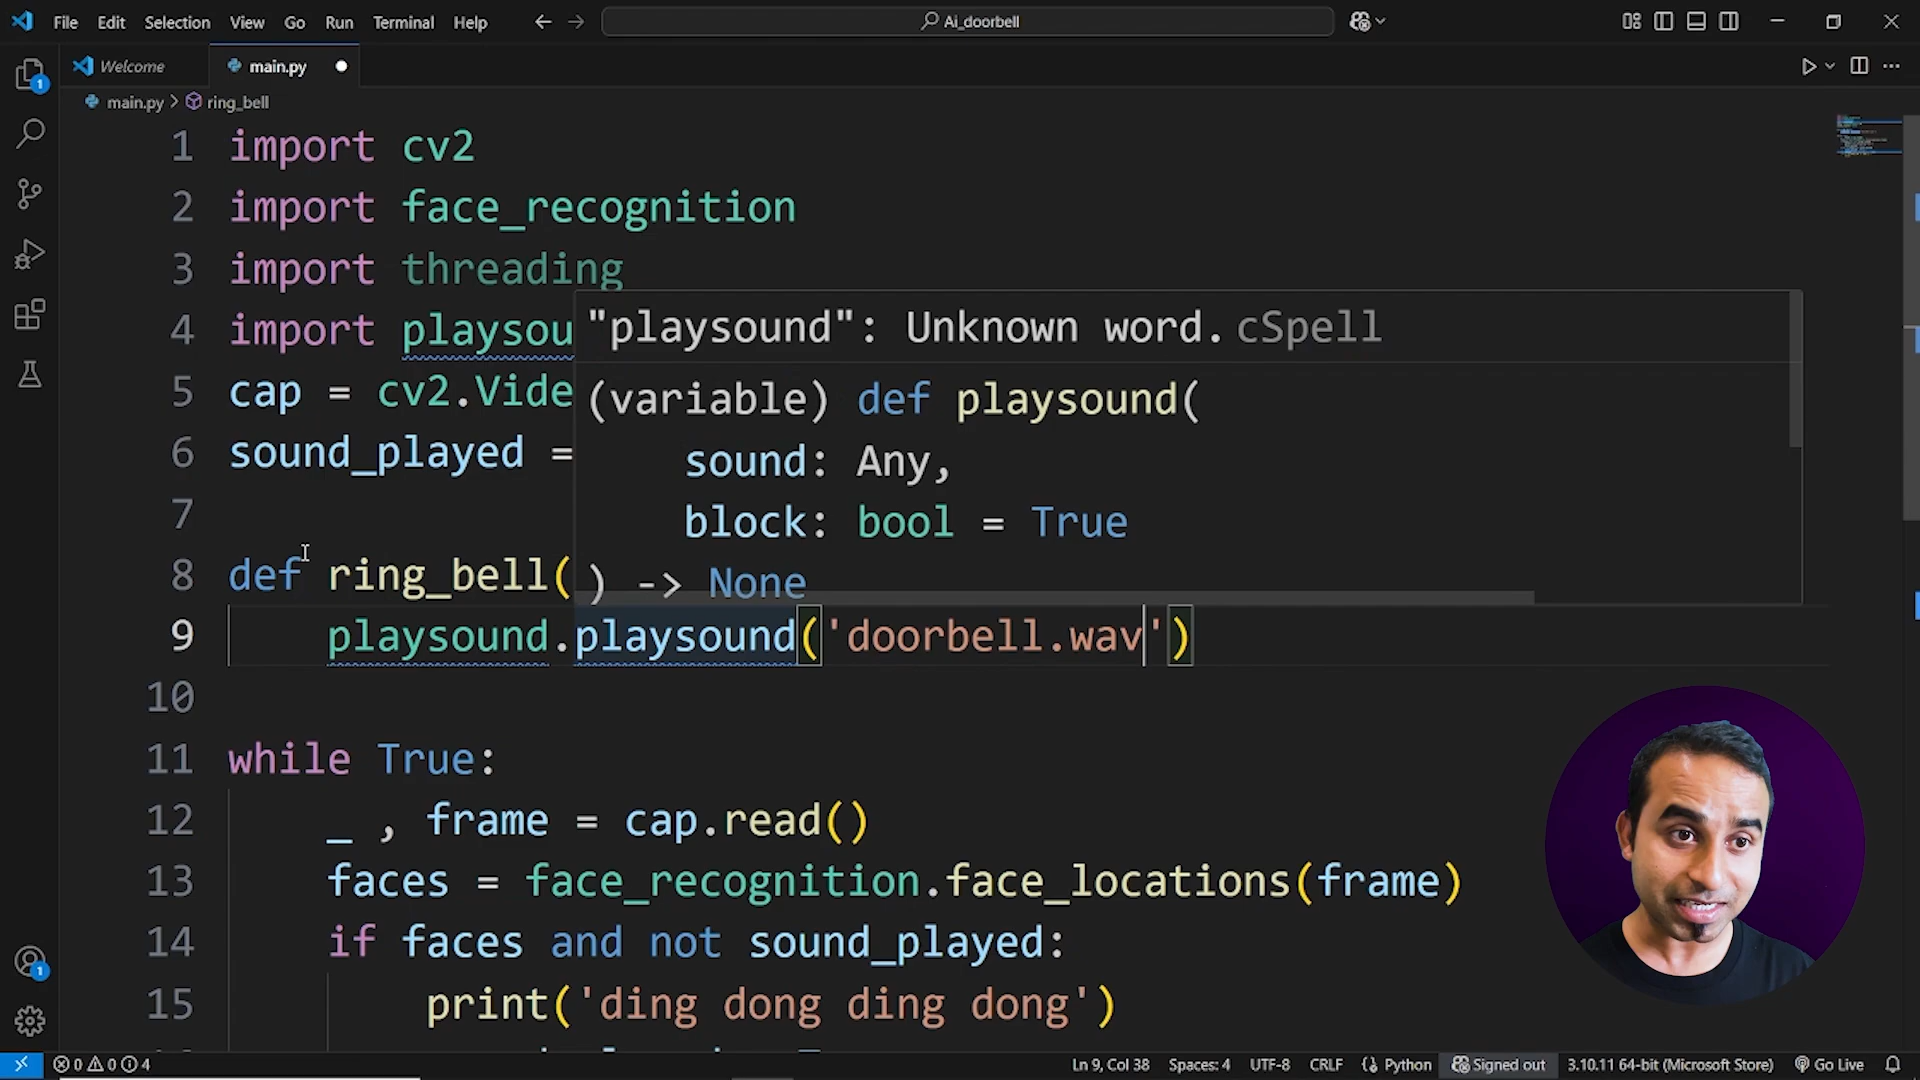 File Edit Selection View Go Run Terminal Help
Ai_doorbell
Welcome
main.py
main.py > ring_bell
1 import cv2
2 import face_recognition
3 import threading
4 import playsou
5 cap = cv2.Vide
6 sound_played =
7
8 def ring_bell(
"playsound": Unknown word. cSpell
(variable) def playsound(
sound: Any,
block: bool = True
) -> None
9 playsound.playsound('doorbell.wav')
10
11 while True:
12 _ , frame = cap.read()
13 faces = face_recognition.face_locations(frame)
14 if faces and not sound_played:
15 print('ding dong ding dong')
1
1
0 0 4
Ln 9, Col 38 Spaces: 4 UTF-8 CRLF Python Signed out 3.10.11 64-bit (Microsoft Store) Go Live